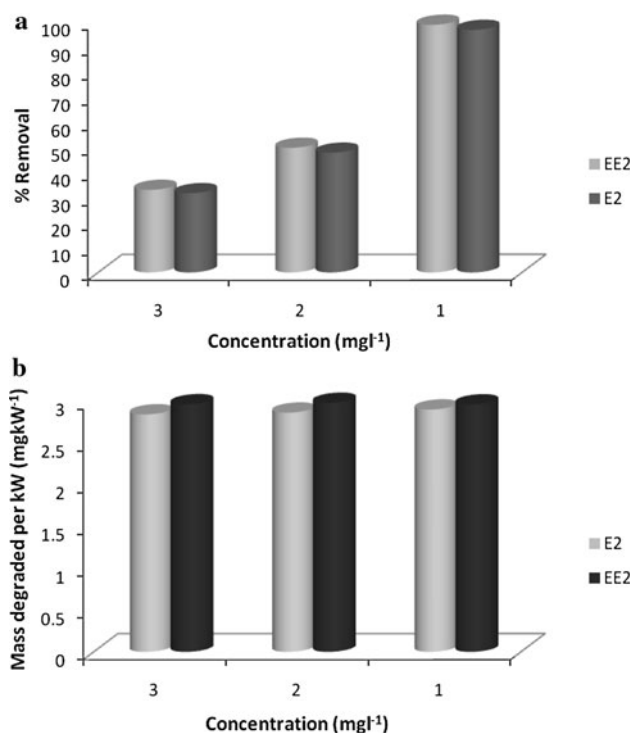 a
% Removal
100
90
80
70
60
50
40
30
20
10
0
3 2 1
Concentration (mgl⁻¹)
EE2
E2
b
Mass degraded per kW (mgkW⁻¹)
3
2.5
2
1.5
1
0.5
0
3 2 1
Concentration (mgl⁻¹)
E2
EE2